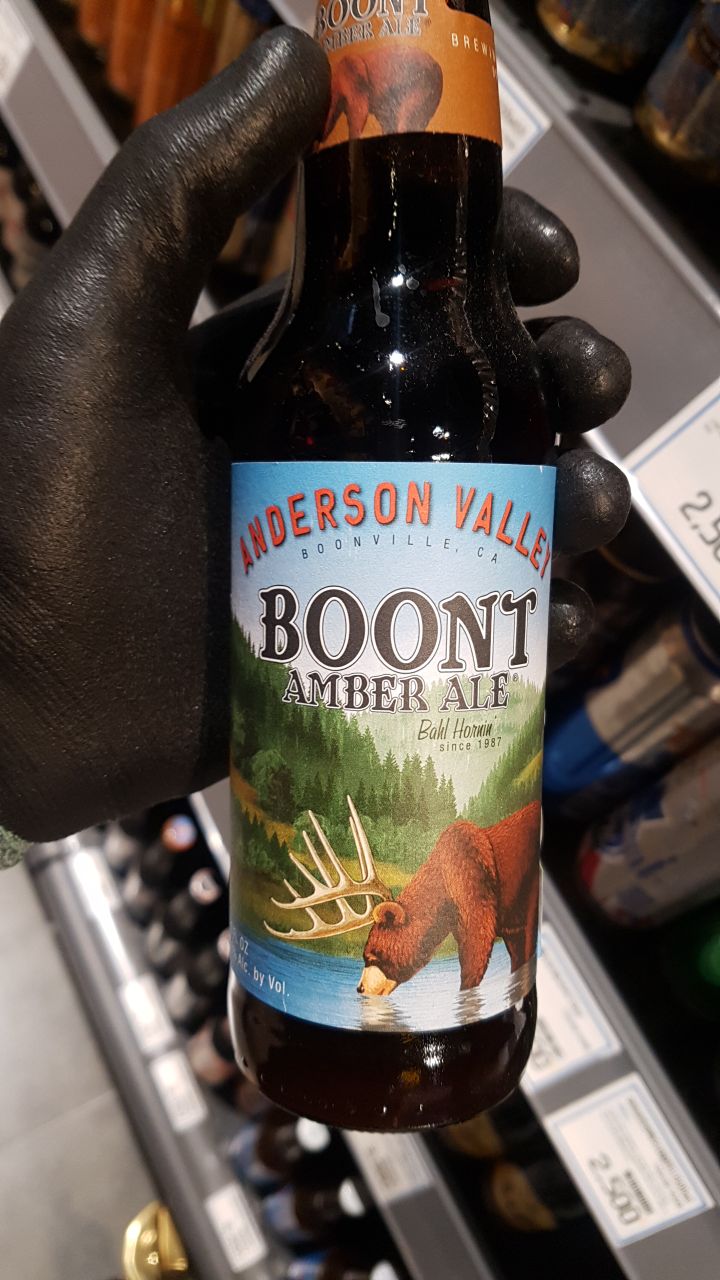 BOONT
AMBER ALE
ANDERSON VALLEY
BOONVILLE, CA
BOONT
AMBER ALE®
Bahl Hornin'
since 1987
OZ
Alc. by Vol.
2,500